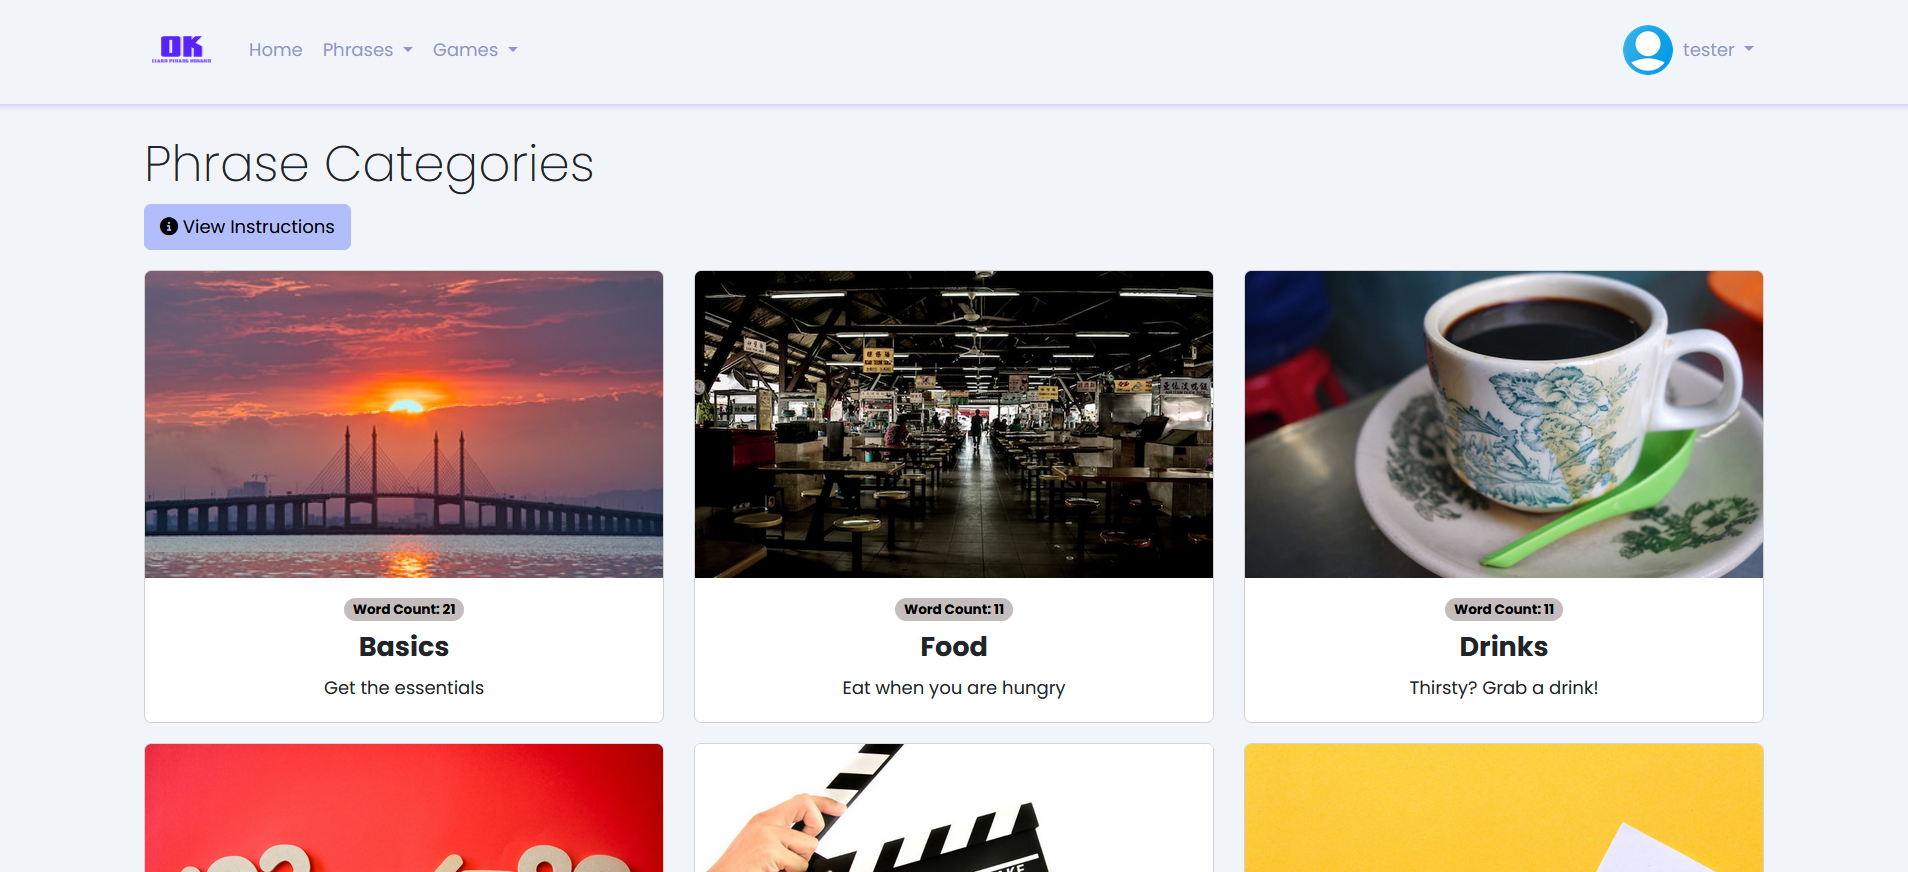 OK
LEARN PENANG HOKKIEN
Home
Phrases
Games
tester
Phrase Categories
View Instructions
Word Count: 21
Basics
Get the essentials
Word Count: 11
Food
Eat when you are hungry
Word Count: 11
Drinks
Thirsty? Grab a drink!